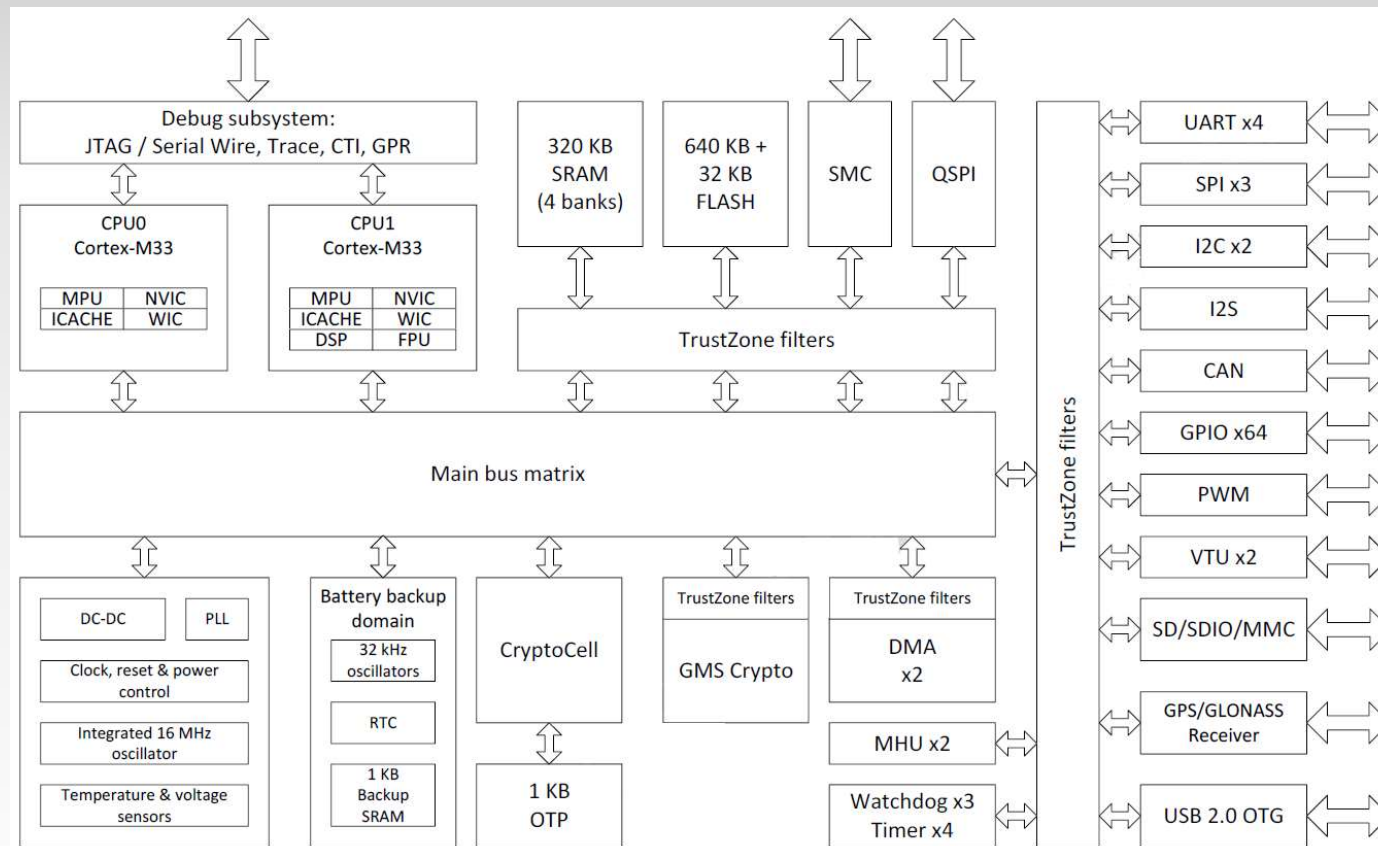 Debug subsystem:
JTAG / Serial Wire, Trace, CTI, GPR
CPU0
Cortex-M33
MPU
NVIC
ICACHE
WIC
CPU1
Cortex-M33
MPU
NVIC
ICACHE
WIC
DSP
FPU
320 KB
SRAM
(4 banks)
640 KB +
32 KB
FLASH
SMC
QSPI
TrustZone filters
Main bus matrix
DC-DC
PLL
Clock, reset & power
control
Integrated 16 MHz
oscillator
Temperature & voltage
sensors
Battery backup
domain
32 kHz
oscillators
RTC
1 KB
Backup
SRAM
CryptoCell
1 KB
OTP
TrustZone filters
GMS Crypto
TrustZone filters
DMA
x2
MHU x2
Watchdog x3
Timer x4
TrustZone filters
UART x4
SPI x3
I2C x2
I2S
CAN
GPIO x64
PWM
VTU x2
SD/SDIO/MMC
GPS/GLONASS
Receiver
USB 2.0 OTG